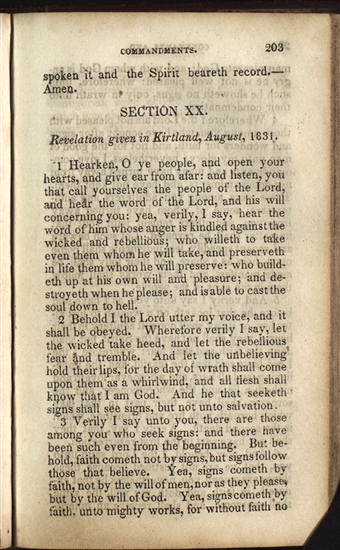 COMMANDMENTS. 203
spoken it and the Spirit beareth record.—
Amen.
SECTION XX.
Revelation given in Kirtland, August, 1831.
1 Hearken, O ye people, and open your
hearts, and give ear from afar: and listen, you
that call yourselves the people of the Lord,
and hear the word of the Lord, and his will
concerning you: yea, verily, I say, hear the
word of him whose anger is kindled against the
wicked and rebellious; who willeth to take
even them whom he will take, and preserveth
in life them whom he will preserve: who build-
eth up at his own will and pleasure; and de-
stroyeth when he please; and is able to cast the
soul down to hell.
2 Behold I the Lord utter my voice, and it
shall be obeyed. Wherefore verily I say, let
the wicked take heed, and let the rebellious
fear and tremble. And let the unbelieving
hold their lips, for the day of wrath shall come
upon them as a whirlwind, and all flesh shall
know that I am God. And he that seeketh
signs shall see signs, but not unto salvation.
3 Verily I say unto you, there are those
among you who seek signs: and there have
been such even from the beginning. But be-
hold, faith cometh not by signs, but signs follow
those that believe. Yea, signs cometh by
faith, not by the will of men, nor as they please,
but by the will of God. Yea, signs cometh by
faith, unto mighty works, for without faith no